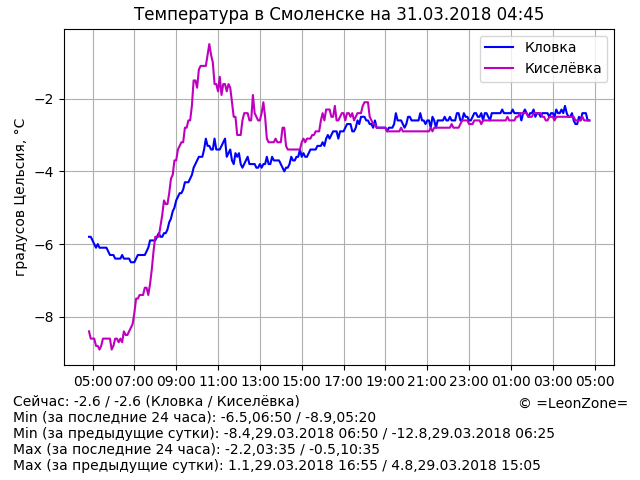 Температура в Смоленске на 31.03.2018 04:45
Кловка
Киселёвка
градусов Цельсия, °C
−2
−4
−6
−8
05:00 07:00 09:00 11:00 13:00 15:00 17:00 19:00 21:00 23:00 01:00 03:00 05:00
Сейчас: -2.6 / -2.6 (Кловка / Киселёвка)
© =LeonZone=
Min (за последние 24 часа): -6.5,06:50 / -8.9,05:20
Min (за предыдущие сутки): -8.4,29.03.2018 06:50 / -12.8,29.03.2018 06:25
Max (за последние 24 часа): -2.2,03:35 / -0.5,10:35
Max (за предыдущие сутки): 1.1,29.03.2018 16:55 / 4.8,29.03.2018 15:05